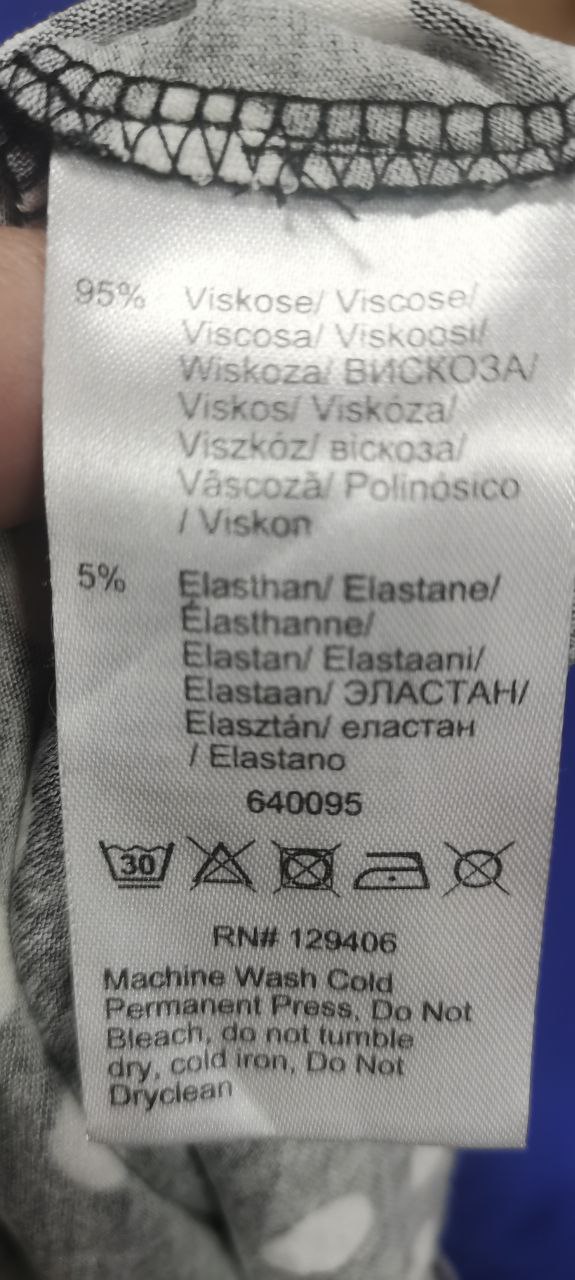 95% Viskose/ Viscose/
Viscosa/ Viskoosi/
Wiskoza/ ВИСКОЗА/
Viskos/ Viskóza/
Viszkóz/ віскоза/
Vâscoză/ Polinósico
/ Viskon
5% Elasthan/ Elastane/
Élasthanne/
Elastan/ Elastaani/
Elastaan/ ЭЛАСТАН/
Elasztán/ еластан
/ Elastano
640095
30
RN# 129406
Machine Wash Cold
Permanent Press, Do Not
Bleach, do not tumble
dry, cold iron, Do Not
Dryclean